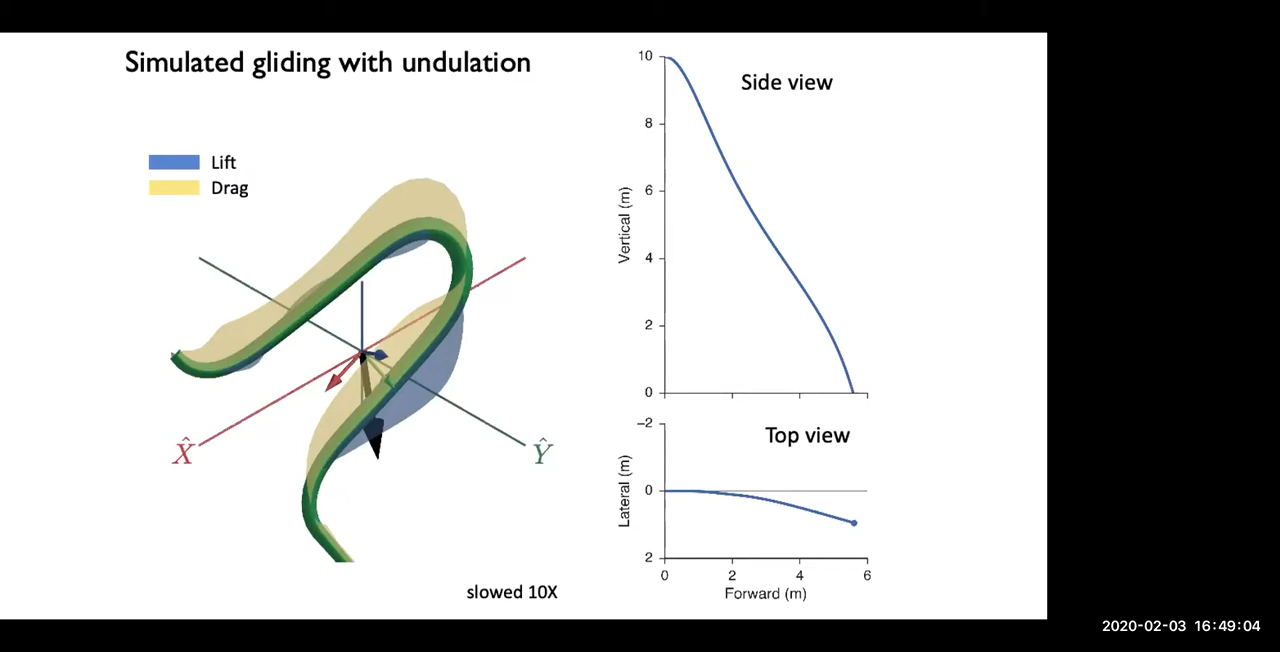 Simulated gliding with undulation
Lift
Drag
X̂
Ŷ
slowed 10X
Side view
Vertical (m)
10
8
6
4
2
0
Top view
Lateral (m)
-2
0
2
0 2 4 6
Forward (m)
2020-02-03 16:49:04